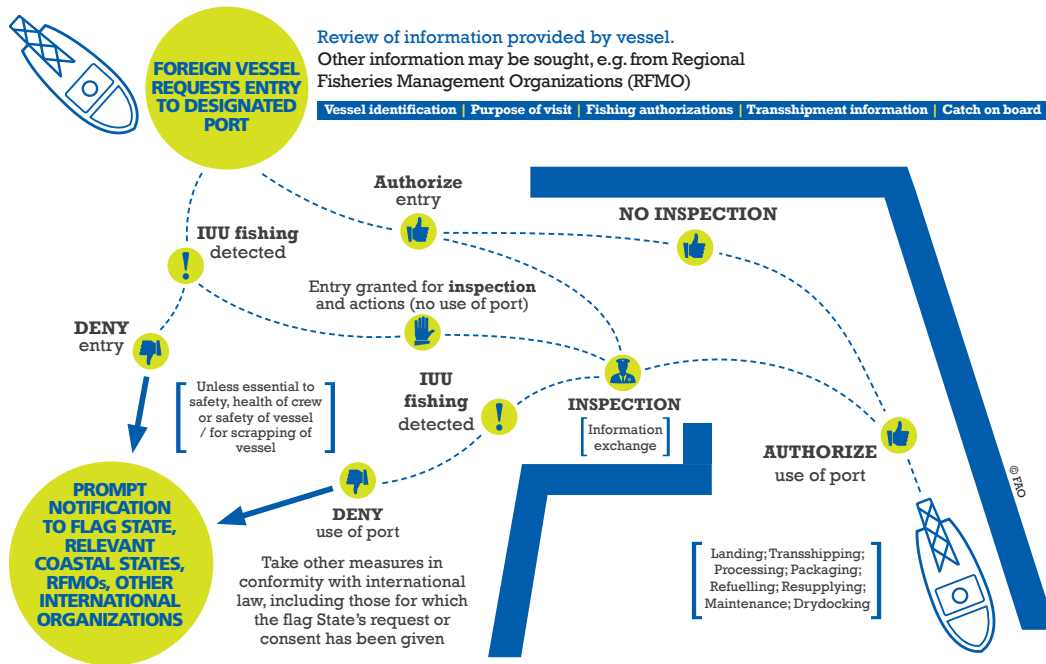 FOREIGN VESSEL
REQUESTS ENTRY
TO DESIGNATED
PORT
Review of information provided by vessel.
Other information may be sought, e.g. from Regional
Fisheries Management Organizations (RFMO)
Vessel identification | Purpose of visit | Fishing authorizations | Transshipment information | Catch on board
Authorize
entry
NO INSPECTION
IUU fishing
detected
Entry granted for inspection
and actions (no use of port)
DENY
entry
Unless essential to
safety, health of crew
or safety of vessel
/ for scrapping of
vessel
IUU
fishing
detected
INSPECTION
Information
exchange
AUTHORIZE
use of port
© FAO
PROMPT
NOTIFICATION
TO FLAG STATE,
RELEVANT
COASTAL STATES,
RFMOs, OTHER
INTERNATIONAL
ORGANIZATIONS
DENY
use of port
Take other measures in
conformity with international
law, including those for which
the flag State's request or
consent has been given
Landing; Transshipping;
Processing; Packaging;
Refuelling; Resupplying;
Maintenance; Drydocking